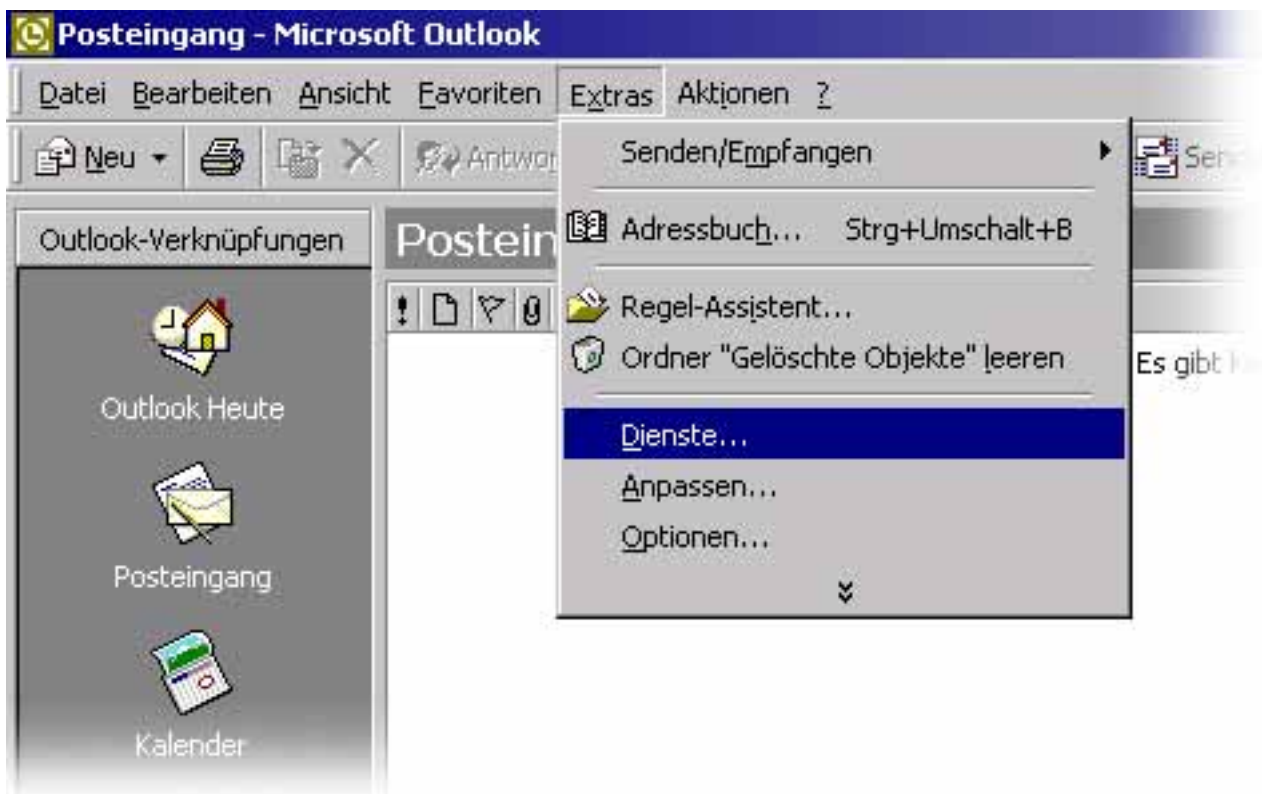 Posteingang - Microsoft Outlook
Datei Bearbeiten Ansicht Favoriten Extras Aktionen ?
Neu
Senden/Empfangen
Adressbuch... Strg+Umschalt+B
Regel-Assistent...
Ordner "Gelöschte Objekte" leeren
Dienste...
Anpassen...
Optionen...
Outlook-Verknüpfungen
Outlook Heute
Posteingang
Kalender
Es gibt